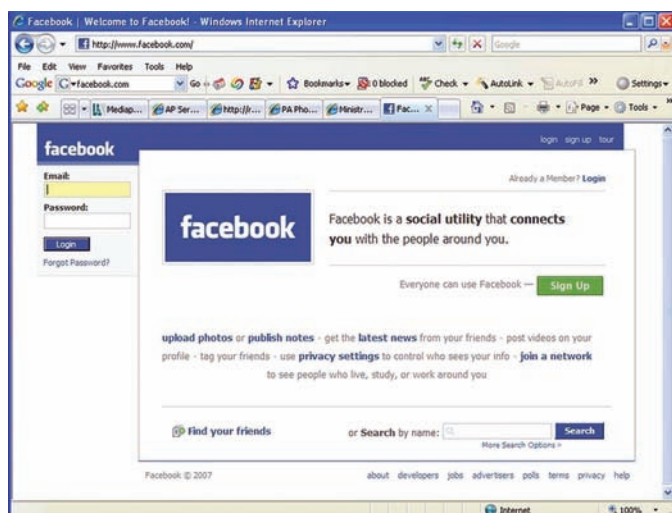 Facebook | Welcome to Facebook! - Windows Internet Explorer
http://www.facebook.com/
Google
File Edit View Favorites Tools Help
Google facebook.com Go Bookmarks 0 blocked Check AutoLink AutoFill Settings
Mediap... AP Ser... http://r... PA Pho... Ministr... Fac... X Page Tools
facebook
login sign up tour
Email:
Password:
Login
Forgot Password?
Already a Member? Login
facebook
Facebook is a social utility that connects
you with the people around you.
Everyone can use Facebook — Sign Up
upload photos or publish notes - get the latest news from your friends - post videos on your
profile - tag your friends - use privacy settings to control who sees your info - join a network
to see people who live, study, or work around you
Find your friends
or Search by name: Search
More Search Options »
Facebook © 2007
about developers jobs advertisers polls terms privacy help
Internet 100%